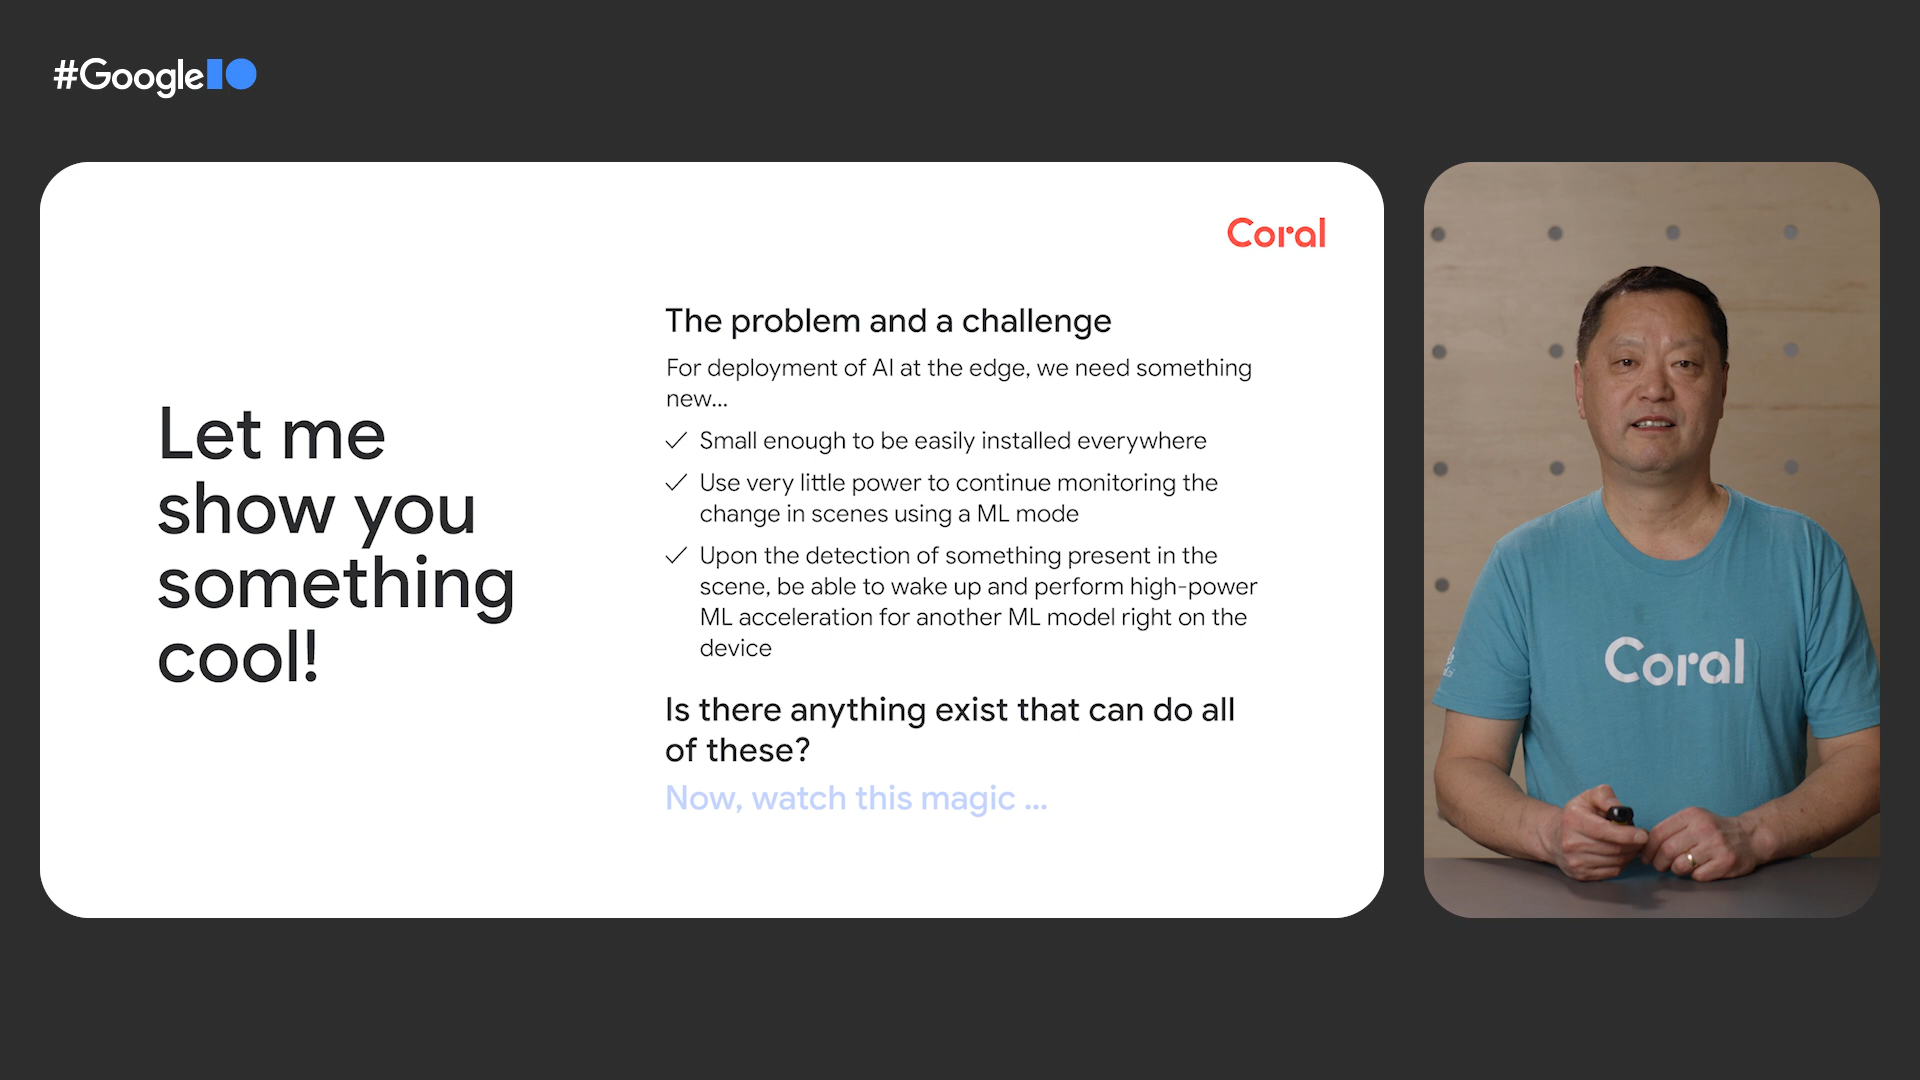 #GoogleIO
Coral
Let me
show you
something
cool!
The problem and a challenge
For deployment of AI at the edge, we need something
new...
Small enough to be easily installed everywhere
Use very little power to continue monitoring the
change in scenes using a ML mode
Upon the detection of something present in the
scene, be able to wake up and perform high-power
ML acceleration for another ML model right on the
device
Is there anything exist that can do all
of these?
Now, watch this magic ...
Coral